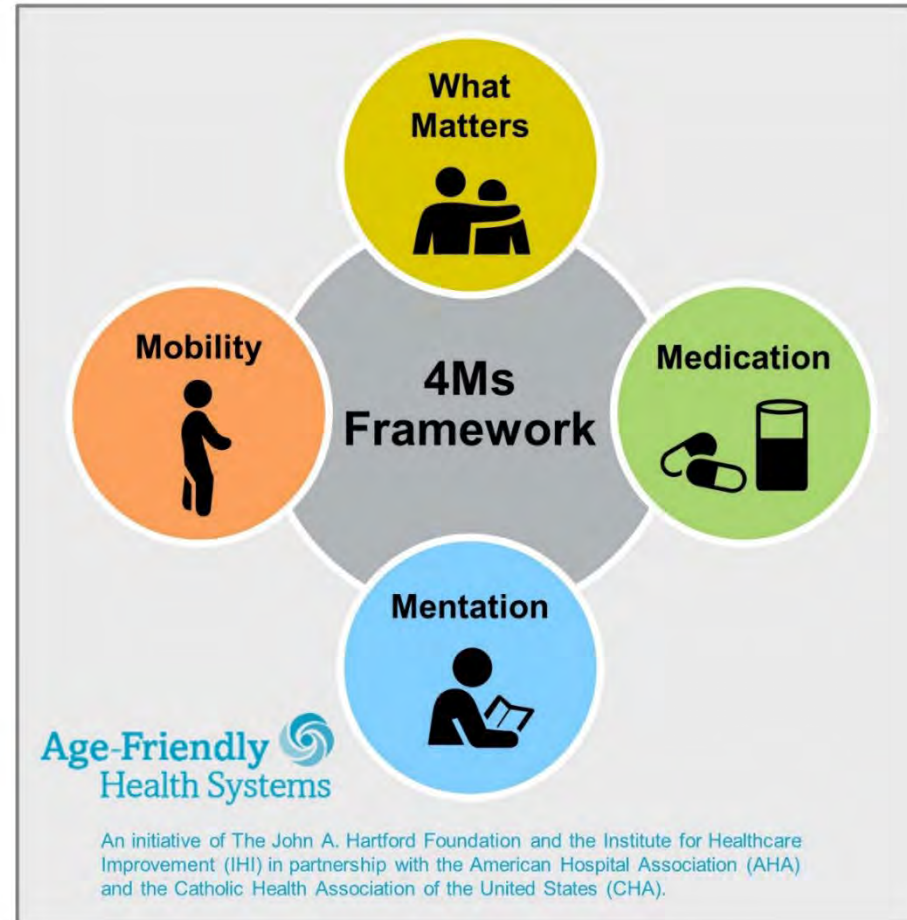 What
Matters
Mobility
4Ms
Framework
Medication
Mentation
Age-Friendly
Health Systems
An initiative of The John A. Hartford Foundation and the Institute for Healthcare
Improvement (IHI) in partnership with the American Hospital Association (AHA)
and the Catholic Health Association of the United States (CHA).